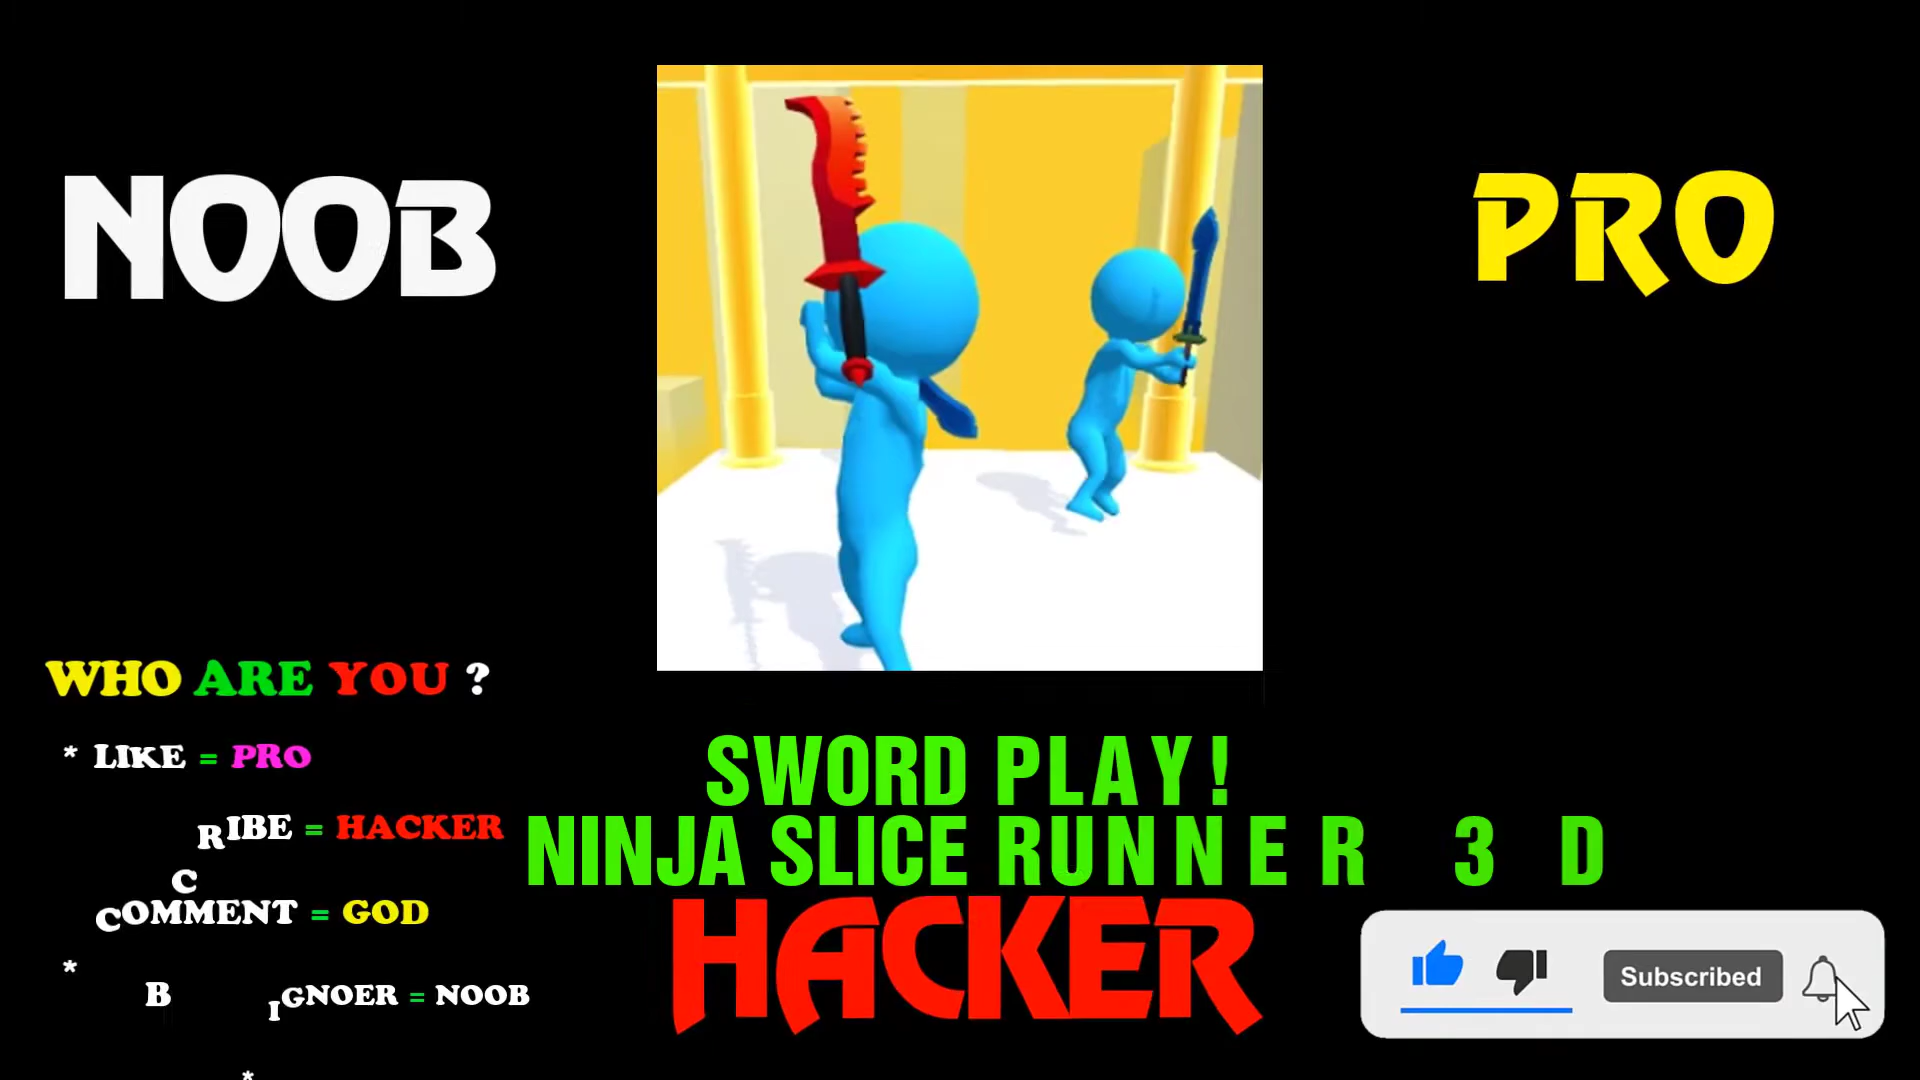 NOOB
PRO
WHO ARE YOU ?
* LIKE = PRO
RIBE = HACKER
C
COMMENT = GOD
*
B
IGNOER = NOOB
*
SWORD PLAY!
NINJA SLICE RUNNER 3 D
HACKER
Subscribed